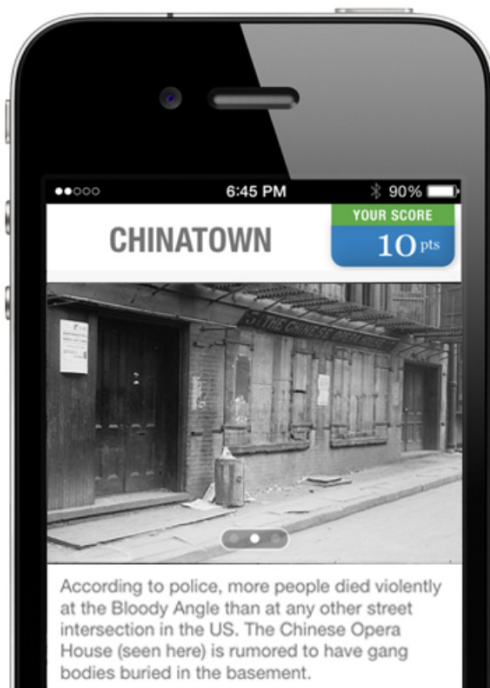 6:45 PM
90%
CHINATOWN
YOUR SCORE
10 pts
THE CHINESE
According to police, more people died violently
at the Bloody Angle than at any other street
intersection in the US. The Chinese Opera
House (seen here) is rumored to have gang
bodies buried in the basement.